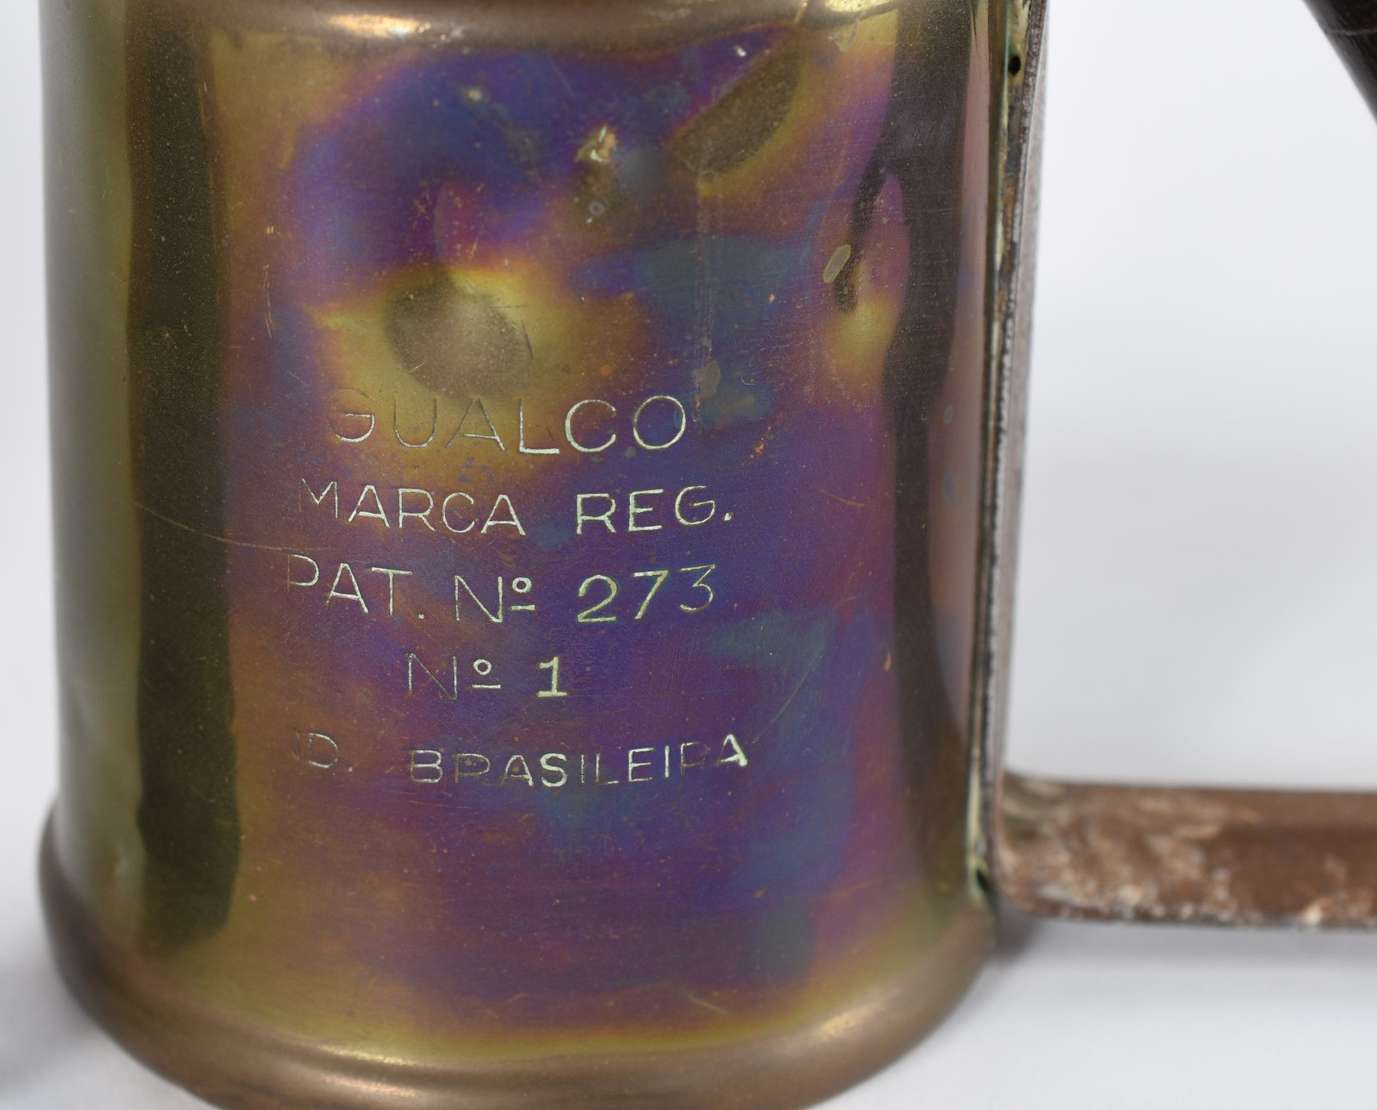 GUALCO
MARCA REG.
PAT. Nº 273
Nº 1
BRASILEIRA